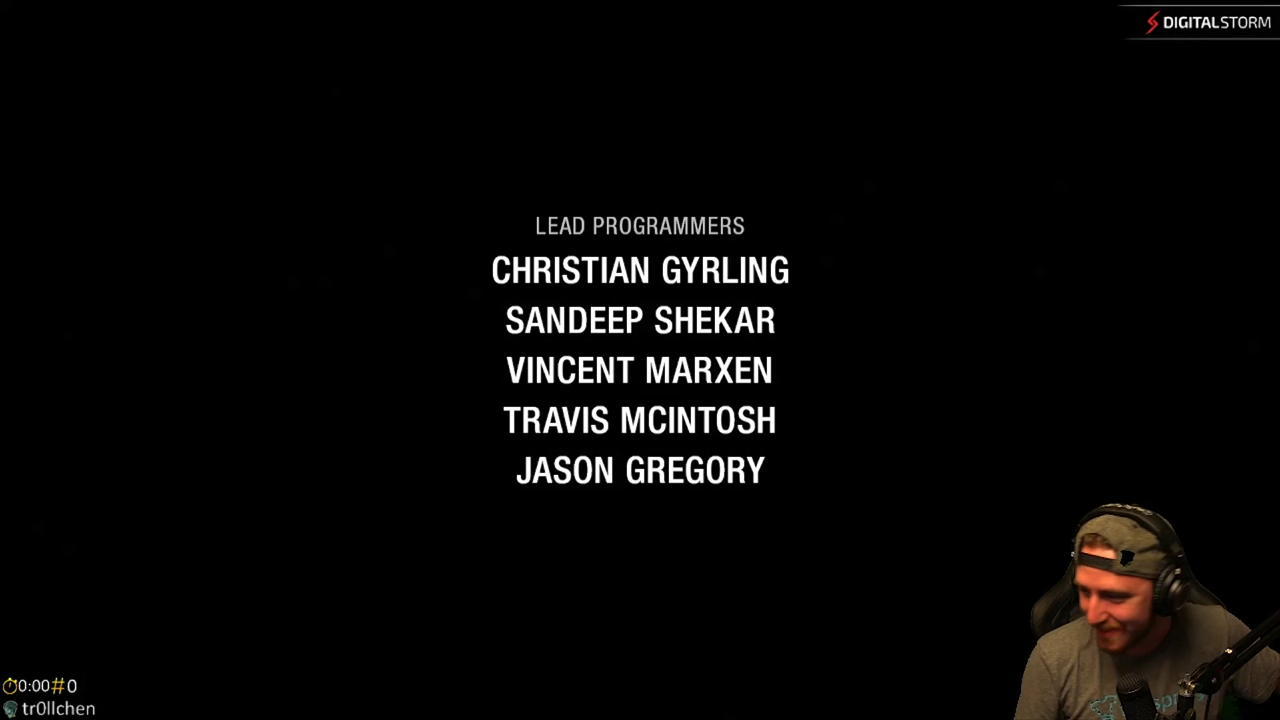 DIGITALSTORM
LEAD PROGRAMMERS
CHRISTIAN GYRLING
SANDEEP SHEKAR
VINCENT MARXEN
TRAVIS MCINTOSH
JASON GREGORY
0:00#0
tr0llchen